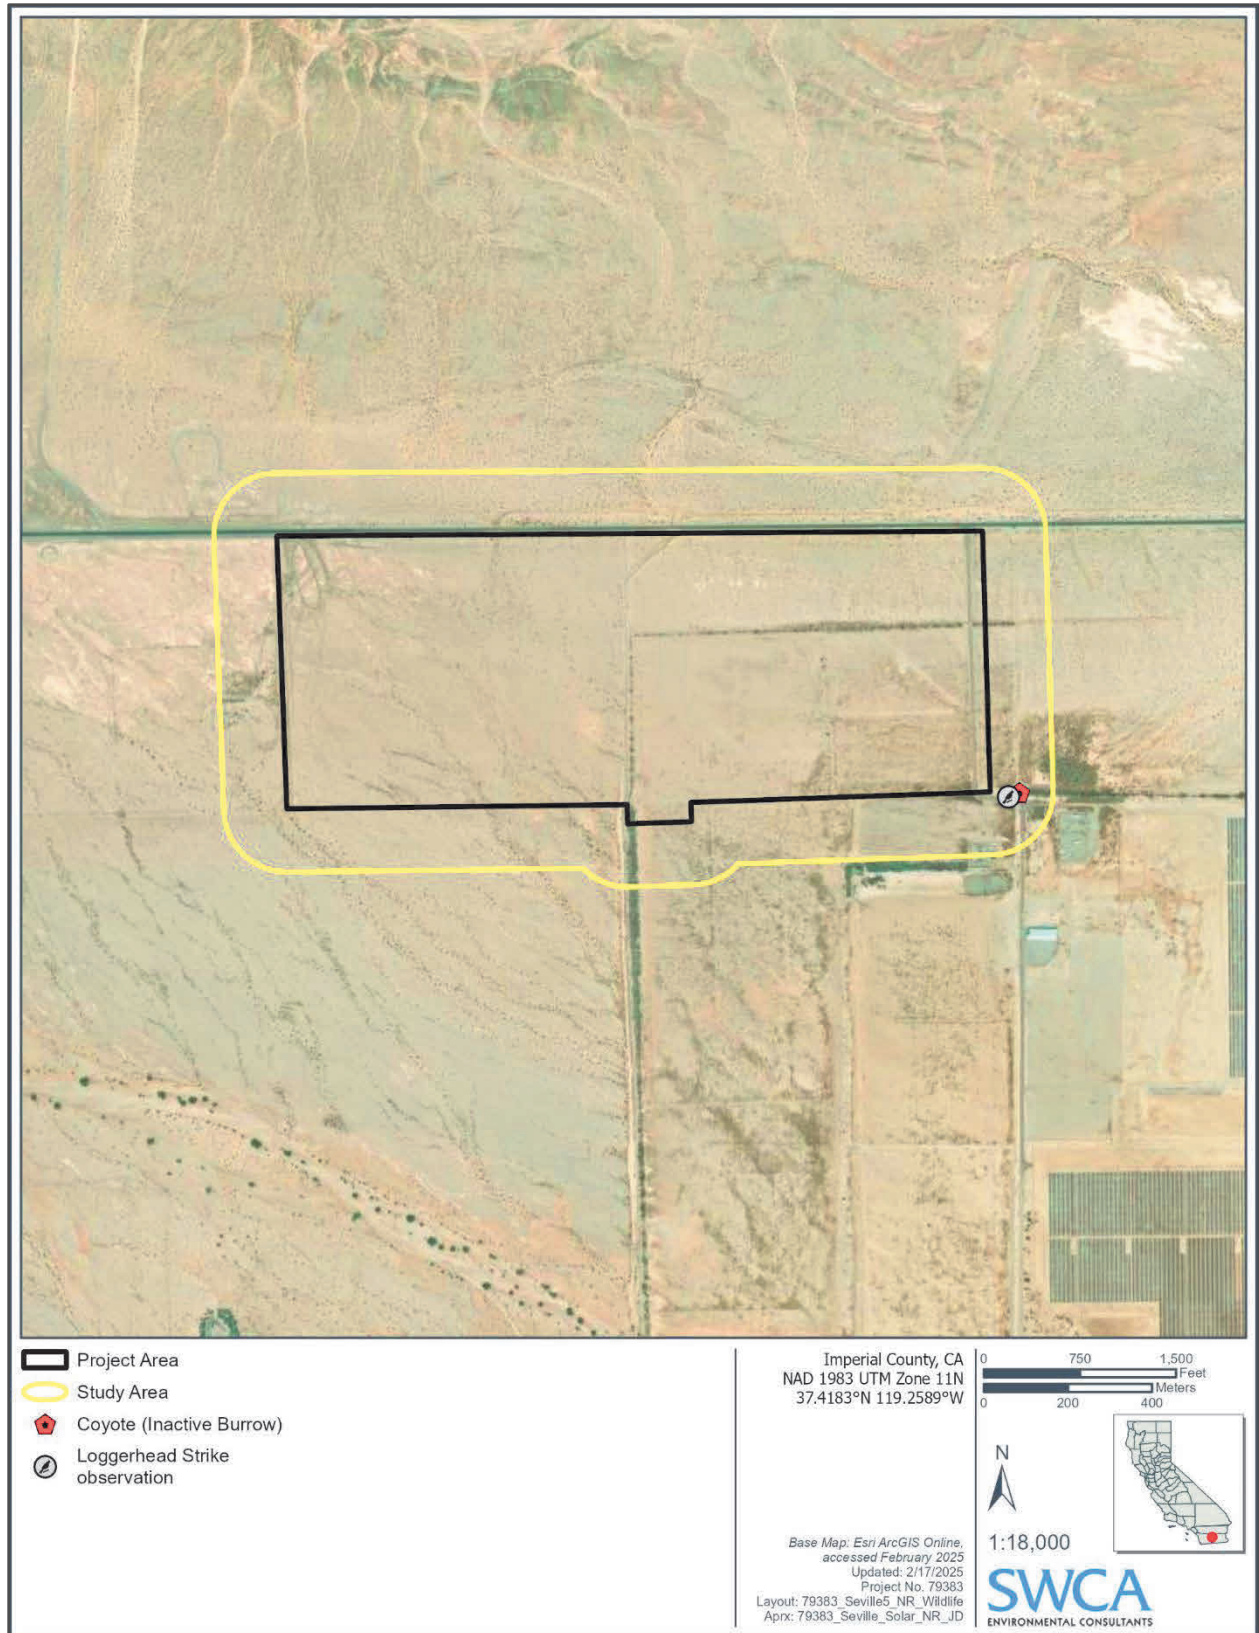 Project Area
Study Area
Coyote (Inactive Burrow)
Loggerhead Strike
observation
Imperial County, CA
NAD 1983 UTM Zone 11N
37.4183°N 119.2589°W
Base Map: Esri ArcGIS Online,
accessed February 2025
Updated: 2/17/2025
Project No. 79383
Layout: 79383_Seville5_NR_Wildlife
Aprx: 79383_Seville_Solar_NR_JD
0 750 1,500
Feet
Meters
0 200 400
N
1:18,000
SWCA
ENVIRONMENTAL CONSULTANTS